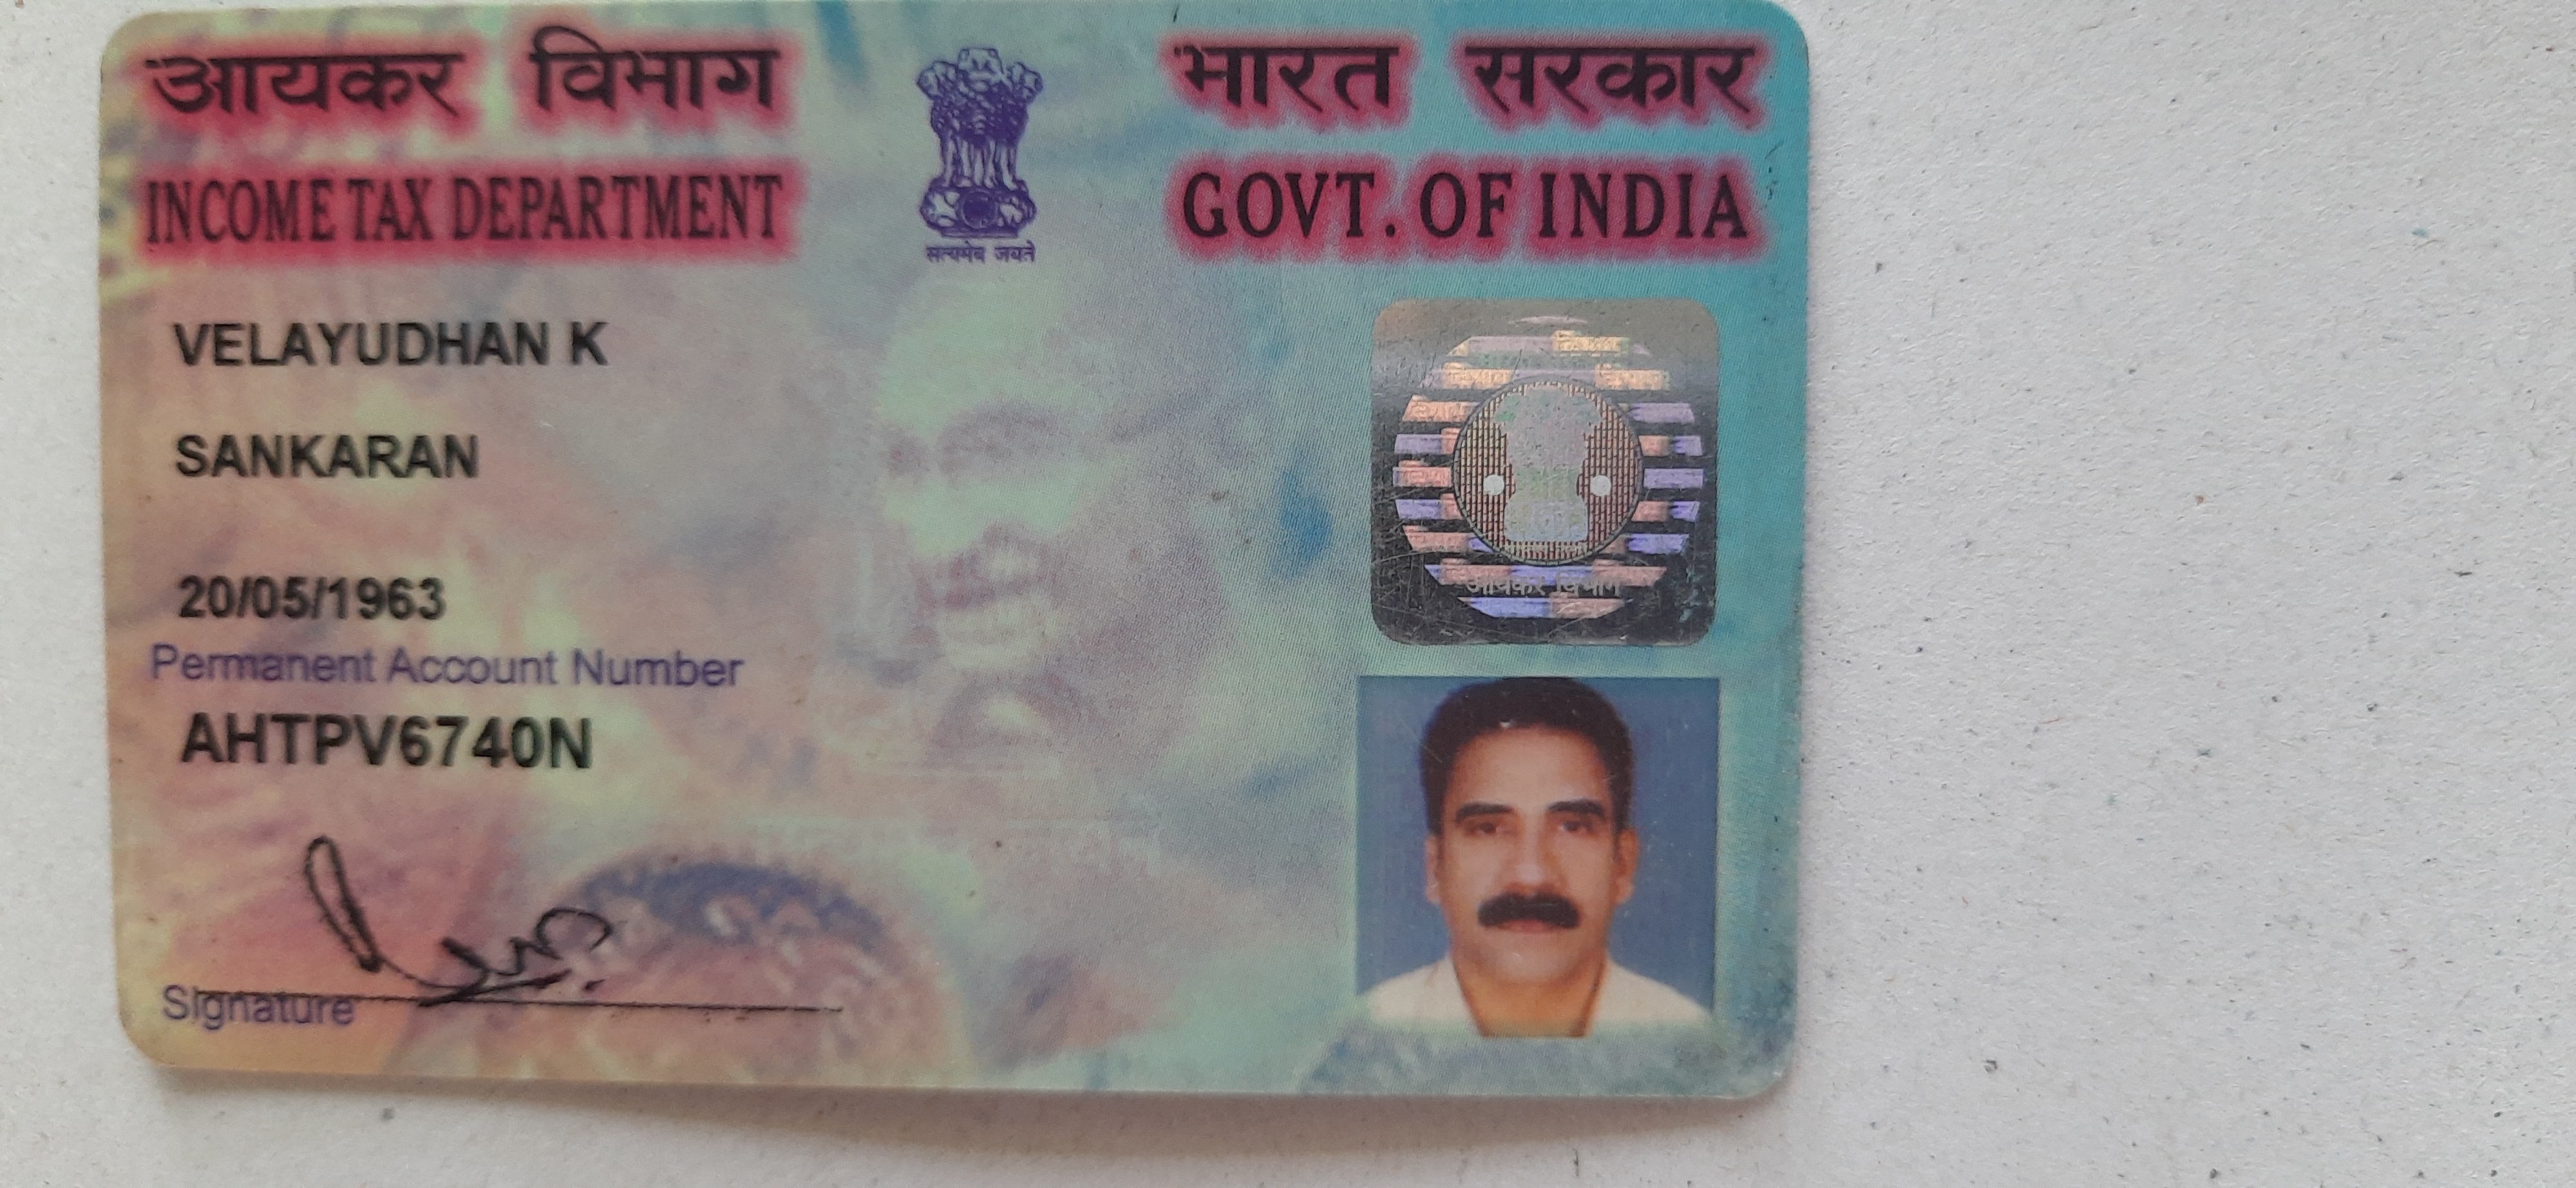 आयकर विभाग
INCOME TAX DEPARTMENT
सत्यमेव जयते
भारत सरकार
GOVT. OF INDIA
VELAYUDHAN K
SANKARAN
20/05/1963
Permanent Account Number
AHTPV6740N
Signature
आयकर विभाग